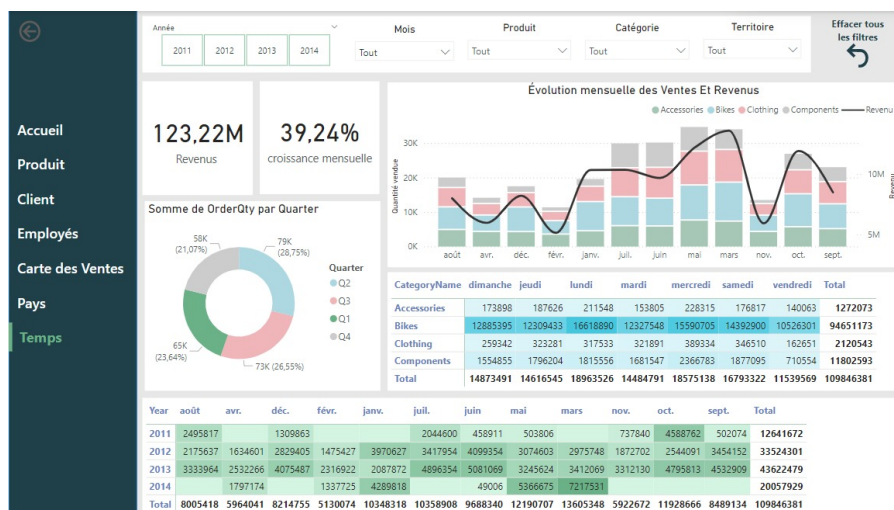 Année
2011 2012 2013 2014
Mois
Tout
Produit
Tout
Catégorie
Tout
Territoire
Tout
Effacer tous
les filtres
Accueil
Produit
Client
Employés
Carte des Ventes
Pays
Temps
123,22M
Revenus
39,24%
croissance mensuelle
Évolution mensuelle des Ventes Et Revenus
Accessories Bikes Clothing Components Revenu
Quantité vendue
30K
20K
10K
0K
10M
5M
Revenu
août avr. déc. févr. janv. juil. juin mai mars nov. oct. sept.
Somme de OrderQty par Quarter
58K
(21,07%)
79K
(28,75%)
65K
(23,64%)
73K (26,55%)
Quarter
Q2
Q3
Q1
Q4
CategoryName dimanche jeudi lundi mardi mercredi samedi vendredi Total
Accessories 173898 187626 211548 153805 228315 176817 140063 1272073
Bikes 12885395 12309433 16618890 12327548 15590705 14392900 10526301 94651173
Clothing 259342 323281 317533 321891 389334 346510 162651 2120543
Components 1554855 1796204 1815556 1681547 2366783 1877095 710554 11802593
Total 14873491 14616545 18963526 14484791 18575138 16793322 11539569 109846381
Year août avr. déc. févr. janv. juil. juin mai mars nov. oct. sept. Total
2011 2495817 1309863 2044600 458911 503806 737840 4588762 502074 12641672
2012 2175637 1634601 2829405 1475427 3970627 3417954 4099354 3074603 2975748 1872702 2544091 3454152 33524301
2013 3333964 2532266 4075487 2316922 2087872 4896354 5081069 3245624 3412069 3312130 4795813 4532909 43622479
2014 1797174 1337725 4289818 49006 5366675 7217531 20057929
Total 8005418 5964041 8214755 5130074 10348318 10358908 9688340 12190707 13605348 5922672 11928666 8489134 109846381